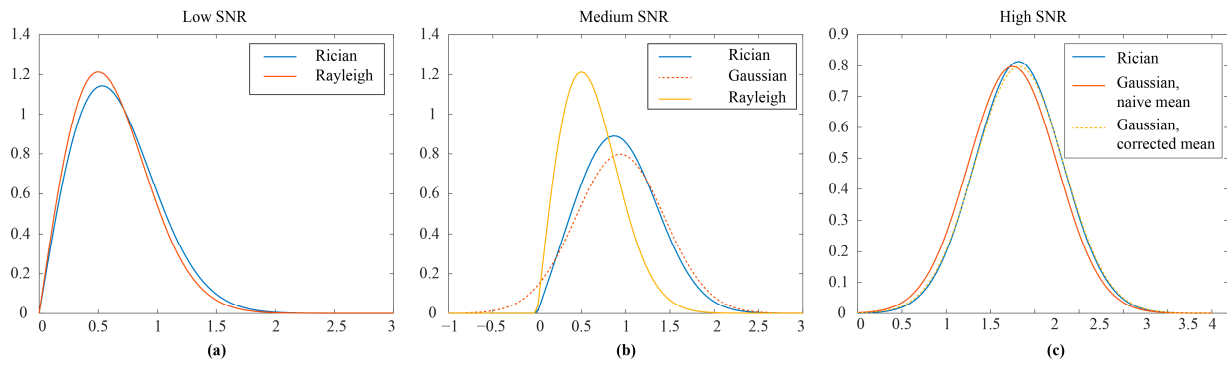 Low SNR
1.4
1.2
1
0.8
0.6
0.4
0.2
0
Rician
Rayleigh
0 0.5 1 1.5 2 2.5 3
(a)
Medium SNR
1.4
1.2
1
0.8
0.6
0.4
0.2
0
Rician
Gaussian
Rayleigh
−1 −0.5 0 0.5 1 1.5 2 2.5 3
(b)
High SNR
0.9
0.8
0.7
0.6
0.5
0.4
0.3
0.2
0.1
0
Rician
Gaussian,
naive mean
Gaussian,
corrected mean
0 0.5 1 1.5 2 2.5 3 3.5 4
(c)